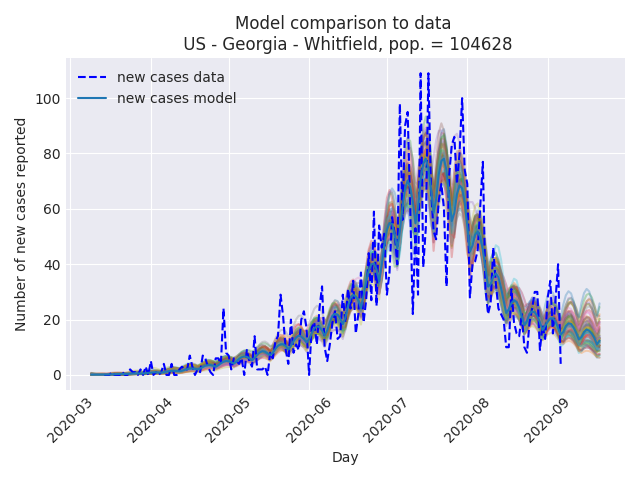 Model comparison to data
US - Georgia - Whitfield, pop. = 104628
new cases data
new cases model
Number of new cases reported
100
80
60
40
20
0
2020-03
2020-04
2020-05
2020-06
2020-07
2020-08
2020-09
Day